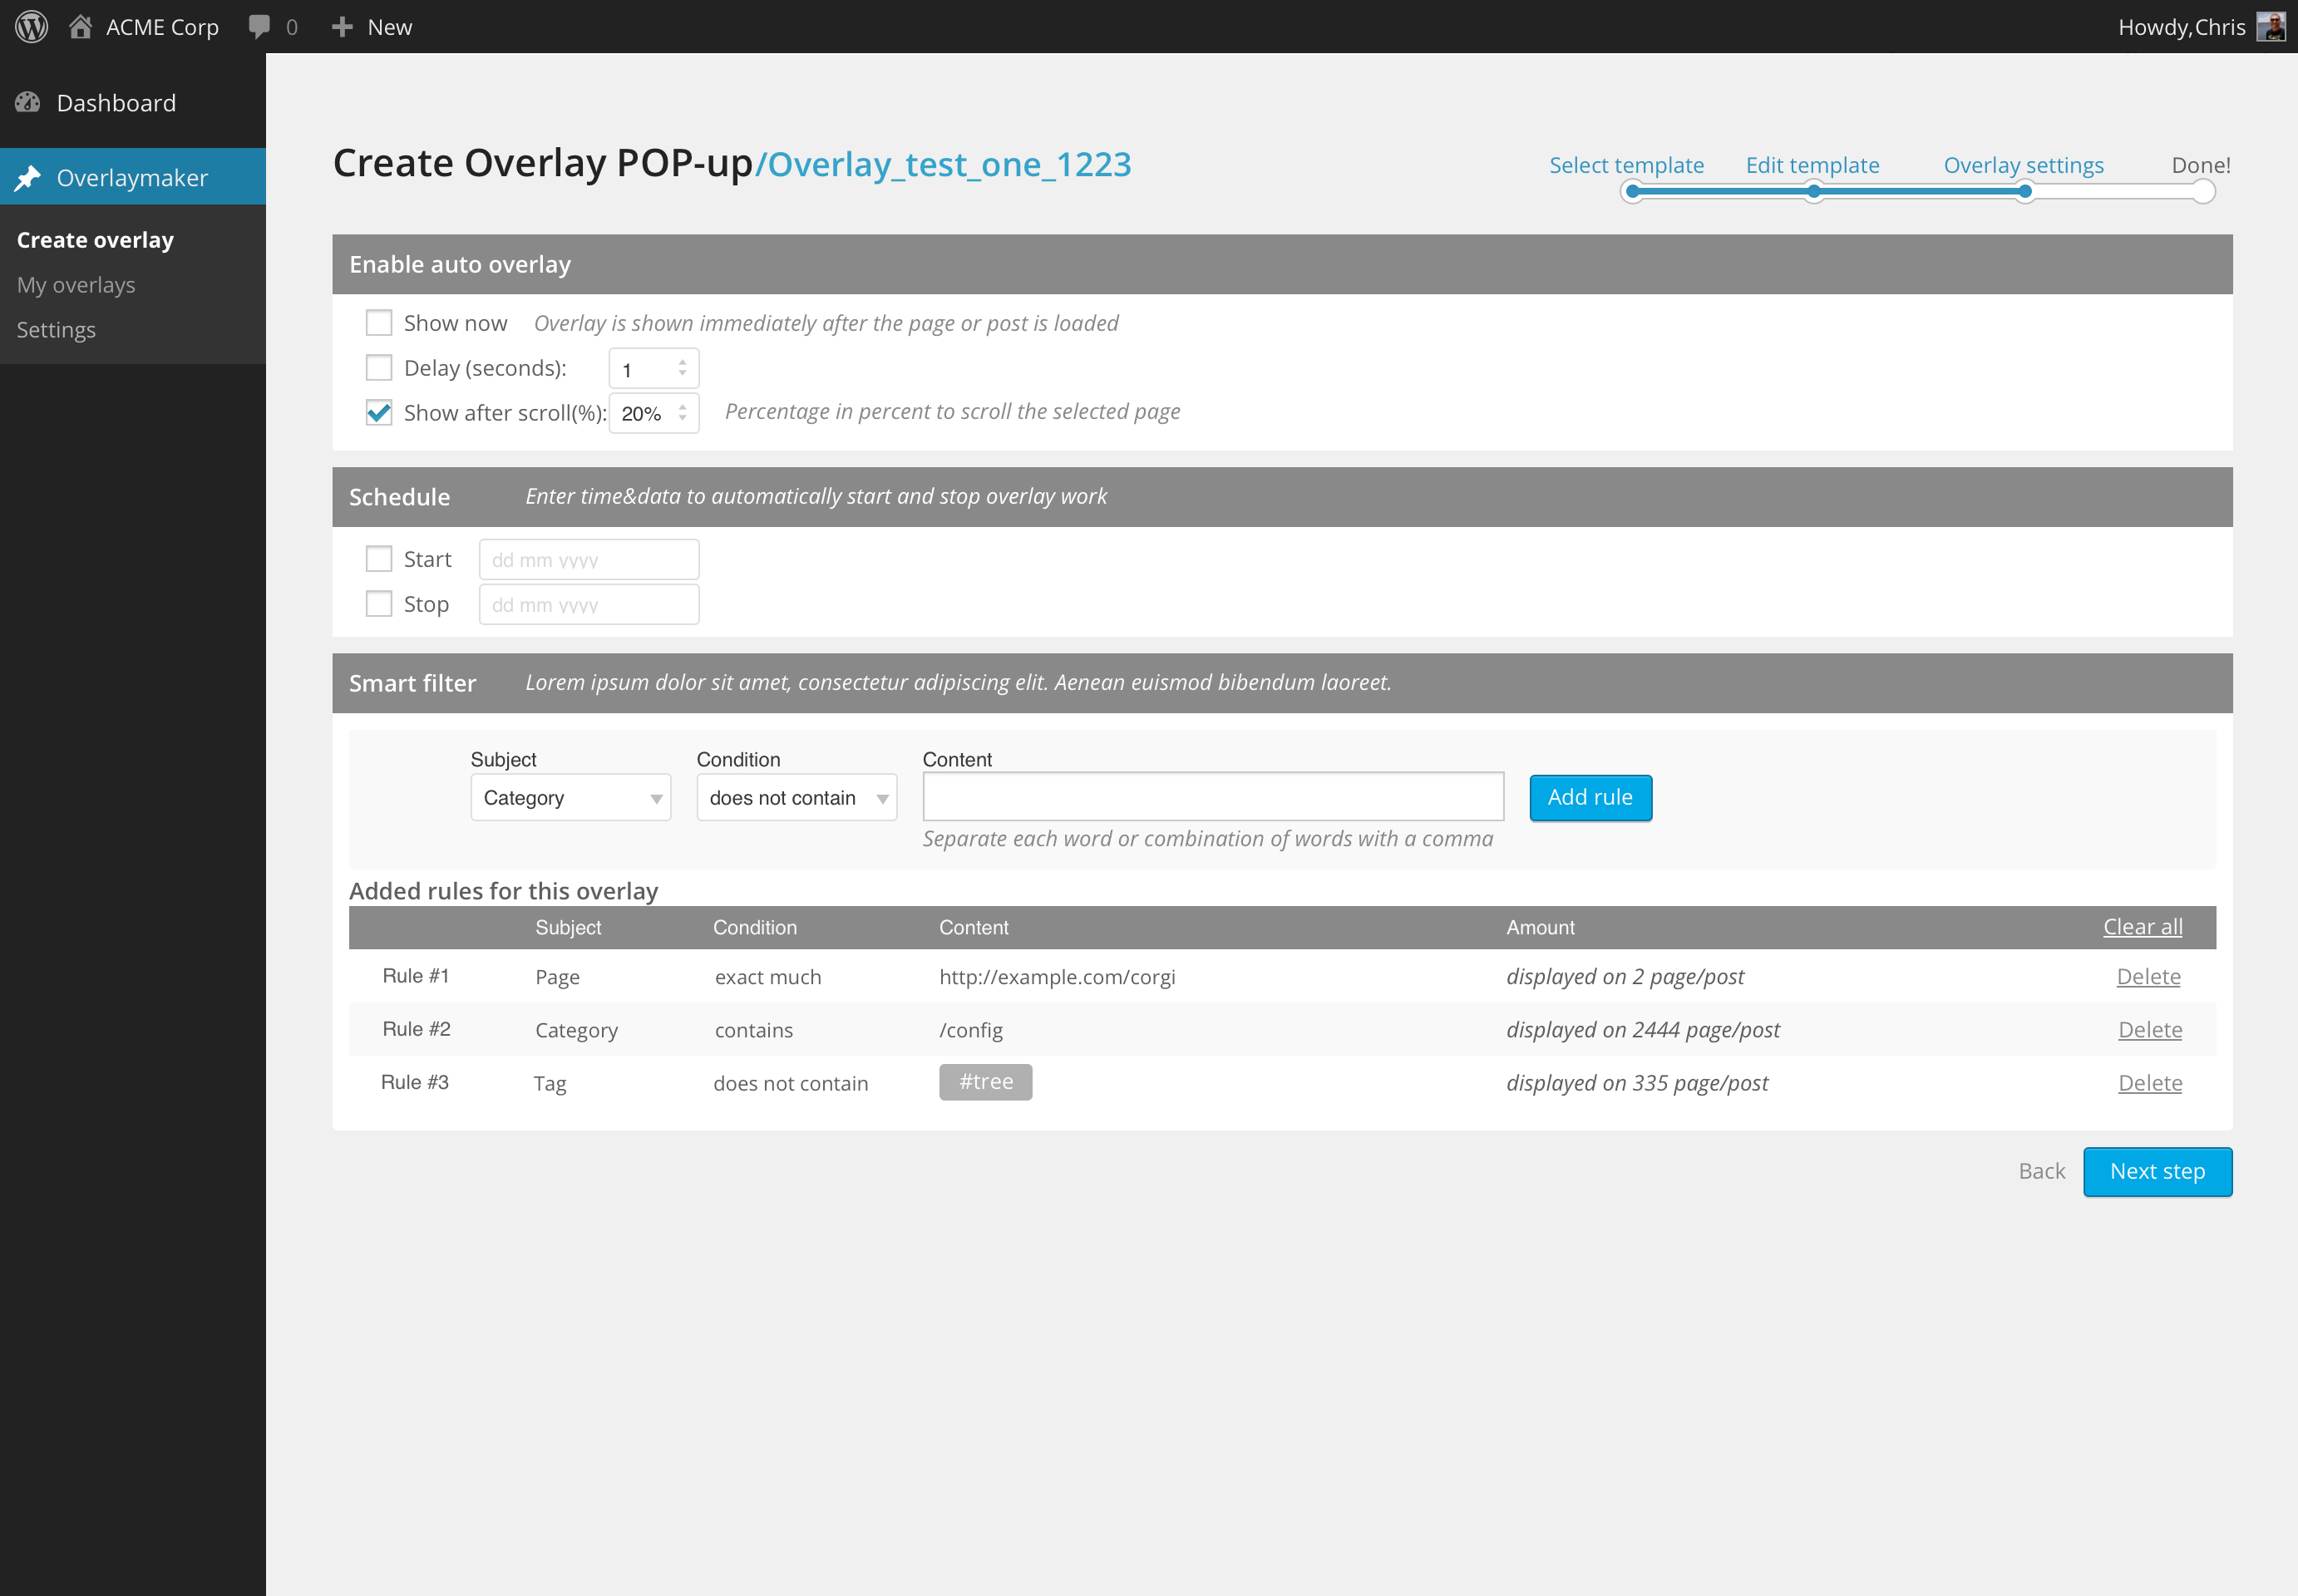 ACME Corp 0 New Howdy,Chris
Dashboard
Overlaymaker
Create overlay
My overlays
Settings
Create Overlay POP-up/Overlay_test_one_1223
Select template Edit template Overlay settings Done!
Enable auto overlay
Show now Overlay is shown immediately after the page or post is loaded
Delay (seconds): 1
Show after scroll(%): 20% Percentage in percent to scroll the selected page
Schedule Enter time&data to automatically start and stop overlay work
Start dd mm yyyy
Stop dd mm yyyy
Smart filter Lorem ipsum dolor sit amet, consectetur adipiscing elit. Aenean euismod bibendum laoreet.
Subject Condition Content
Category does not contain Add rule
Separate each word or combination of words with a comma
Added rules for this overlay
Subject Condition Content Amount Clear all
Rule #1 Page exact much http://example.com/corgi displayed on 2 page/post Delete
Rule #2 Category contains /config displayed on 2444 page/post Delete
Rule #3 Tag does not contain #tree displayed on 335 page/post Delete
Back Next step